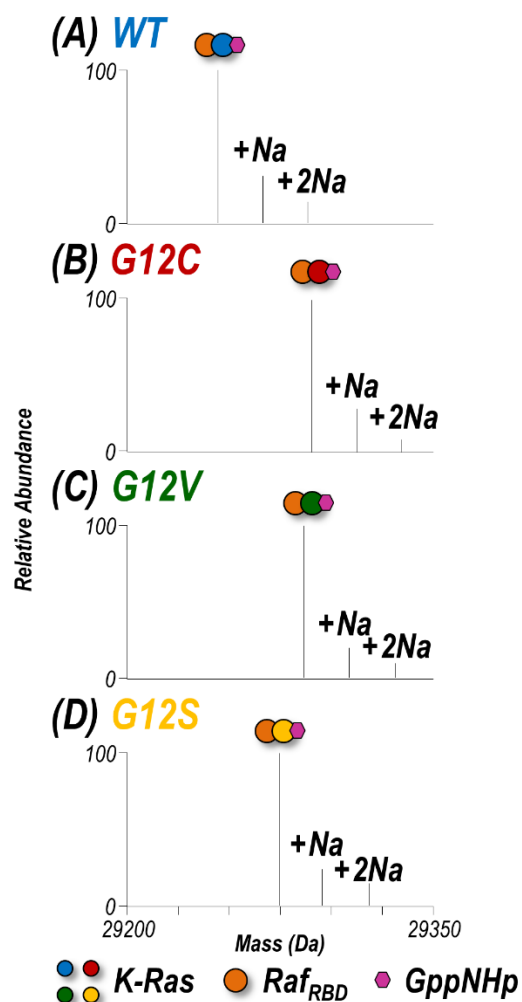 (A) WT
100
+Na
+2Na
0
(B) G12C
100
+Na
+2Na
0
(C) G12V
100
+Na
+2Na
0
(D) G12S
100
+Na
+2Na
0
29200
29350
Mass (Da)
Relative Abundance
K-Ras RafRBD GppNHp